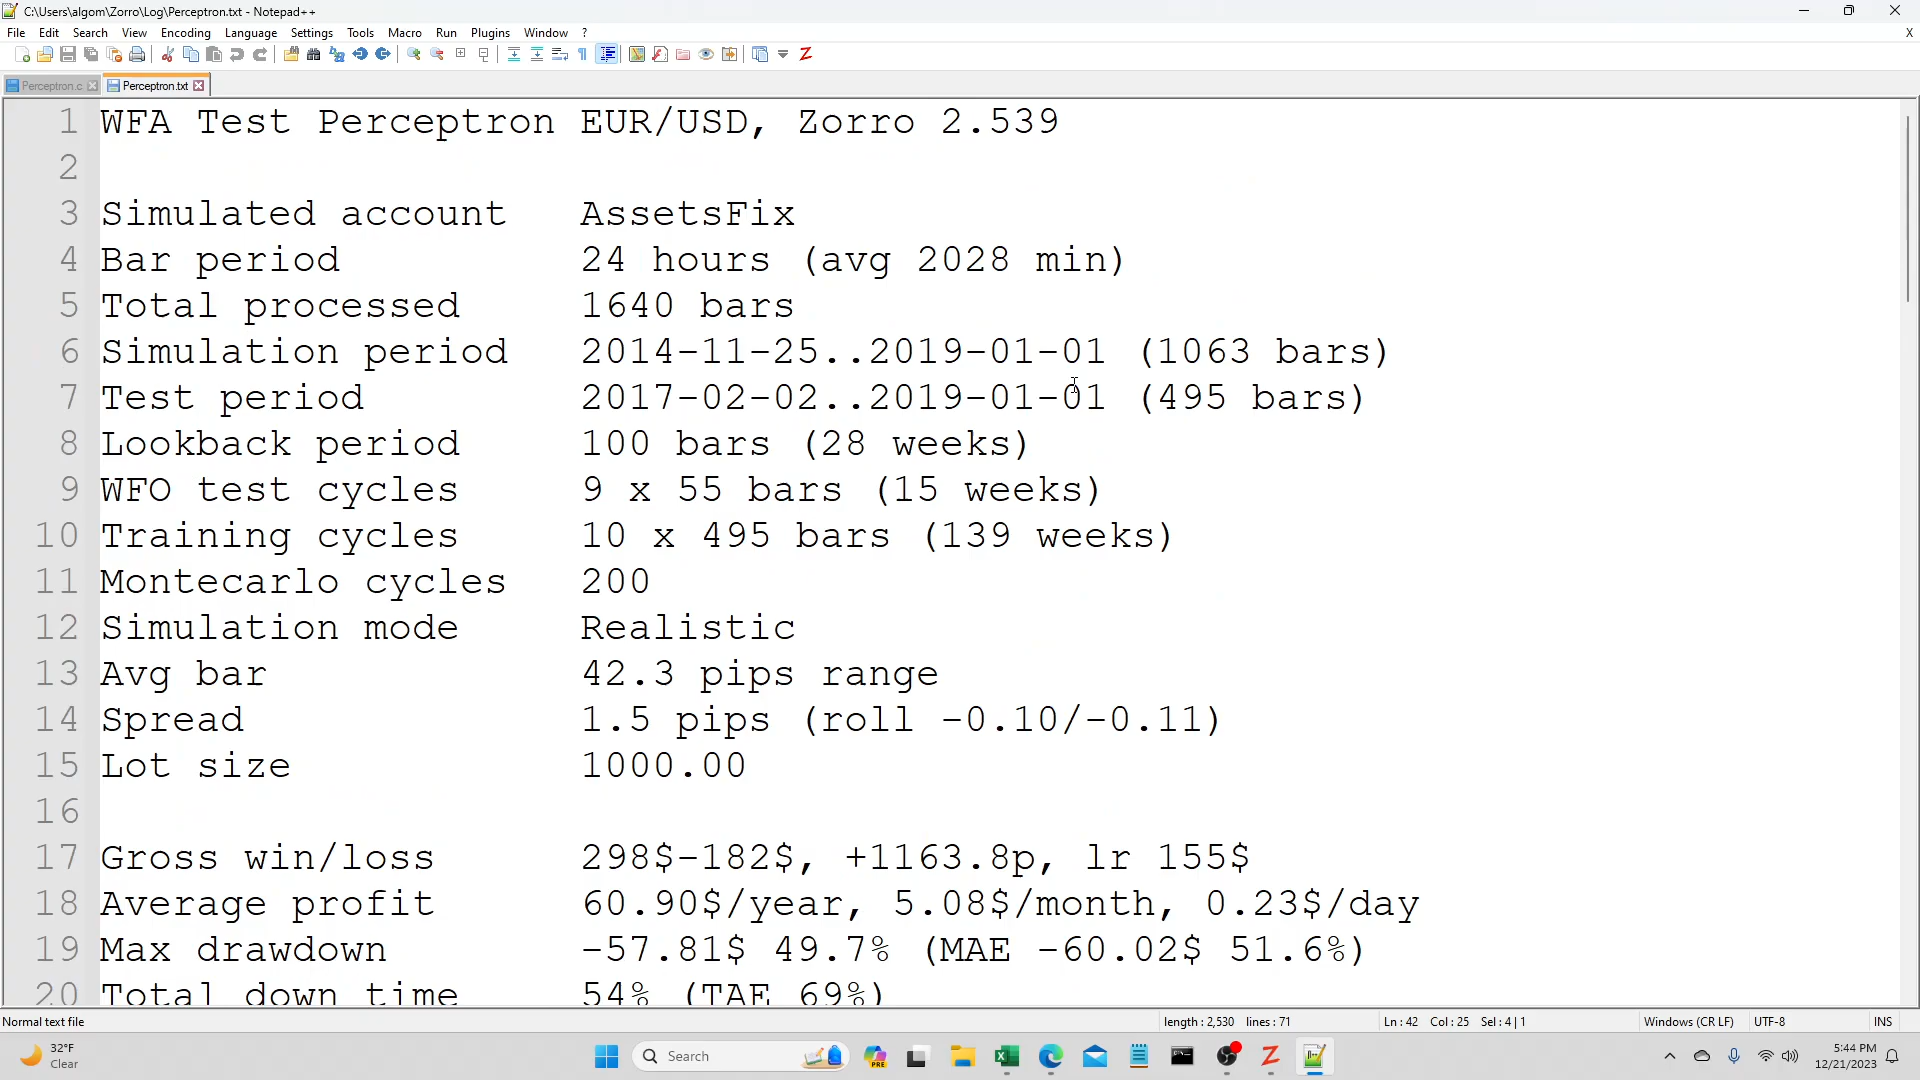 C:\Users\algom\Zorro\Log\Perceptron.txt - Notepad++
File Edit Search View Encoding Language Settings Tools Macro Run Plugins Window ? X
Perceptron.c Perceptron.txt
1 WFA Test Perceptron EUR/USD, Zorro 2.539
2
3 Simulated account AssetsFix
4 Bar period 24 hours (avg 2028 min)
5 Total processed 1640 bars
6 Simulation period 2014-11-25..2019-01-01 (1063 bars)
7 Test period 2017-02-02..2019-01-01 (495 bars)
8 Lookback period 100 bars (28 weeks)
9 WFO test cycles 9 x 55 bars (15 weeks)
10 Training cycles 10 x 495 bars (139 weeks)
11 Montecarlo cycles 200
12 Simulation mode Realistic
13 Avg bar 42.3 pips range
14 Spread 1.5 pips (roll -0.10/-0.11)
15 Lot size 1000.00
16
17 Gross win/loss 298$-182$, +1163.8p, lr 155$
18 Average profit 60.90$/year, 5.08$/month, 0.23$/day
19 Max drawdown -57.81$ 49.7% (MAE -60.02$ 51.6%)
20 Total down time 54% (TAE 69%)
Normal text file length : 2,530 lines : 71 Ln : 42 Col : 25 Sel : 4 | 1 Windows (CR LF) UTF-8 INS
32°F
Clear
Search
PRE
5:44 PM
12/21/2023